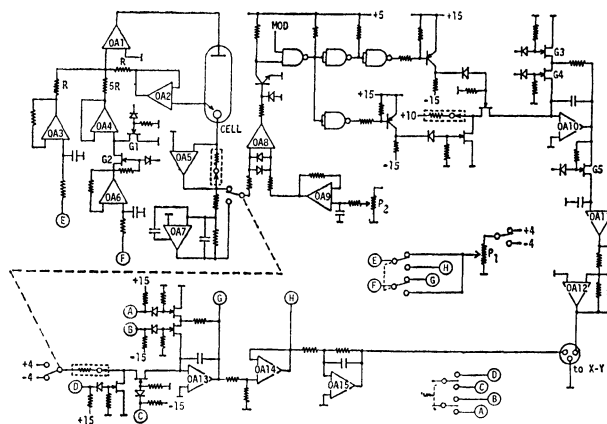 OA1
MOD
+5
+15
G3
G4
R
R
5R
OA2
-15
+15
+10
OA3
OA4
G1
CELL
OA8
OA10
G2
OA5
-15
G5
OA6
OA9
P2
E
F
OA7
OA1
+4
-4
P1
E
H
G
F
+15
A
G
H
OA12
B
-15
+4
-4
OA13
OA14
to X-Y
D
OA15
D
C
B
A
+15
C
-15